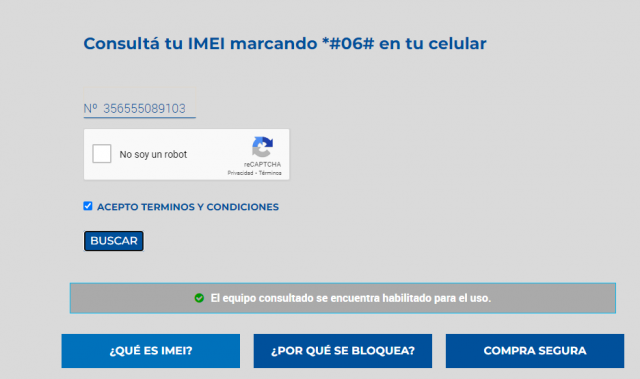 Consultá tu IMEI marcando *#06# en tu celular
Nº 356555089103
No soy un robot
reCAPTCHA
Privacidad - Términos
ACEPTO TERMINOS Y CONDICIONES
BUSCAR
El equipo consultado se encuentra habilitado para el uso.
¿QUÉ ES IMEI? ¿POR QUÉ SE BLOQUEA? COMPRA SEGURA